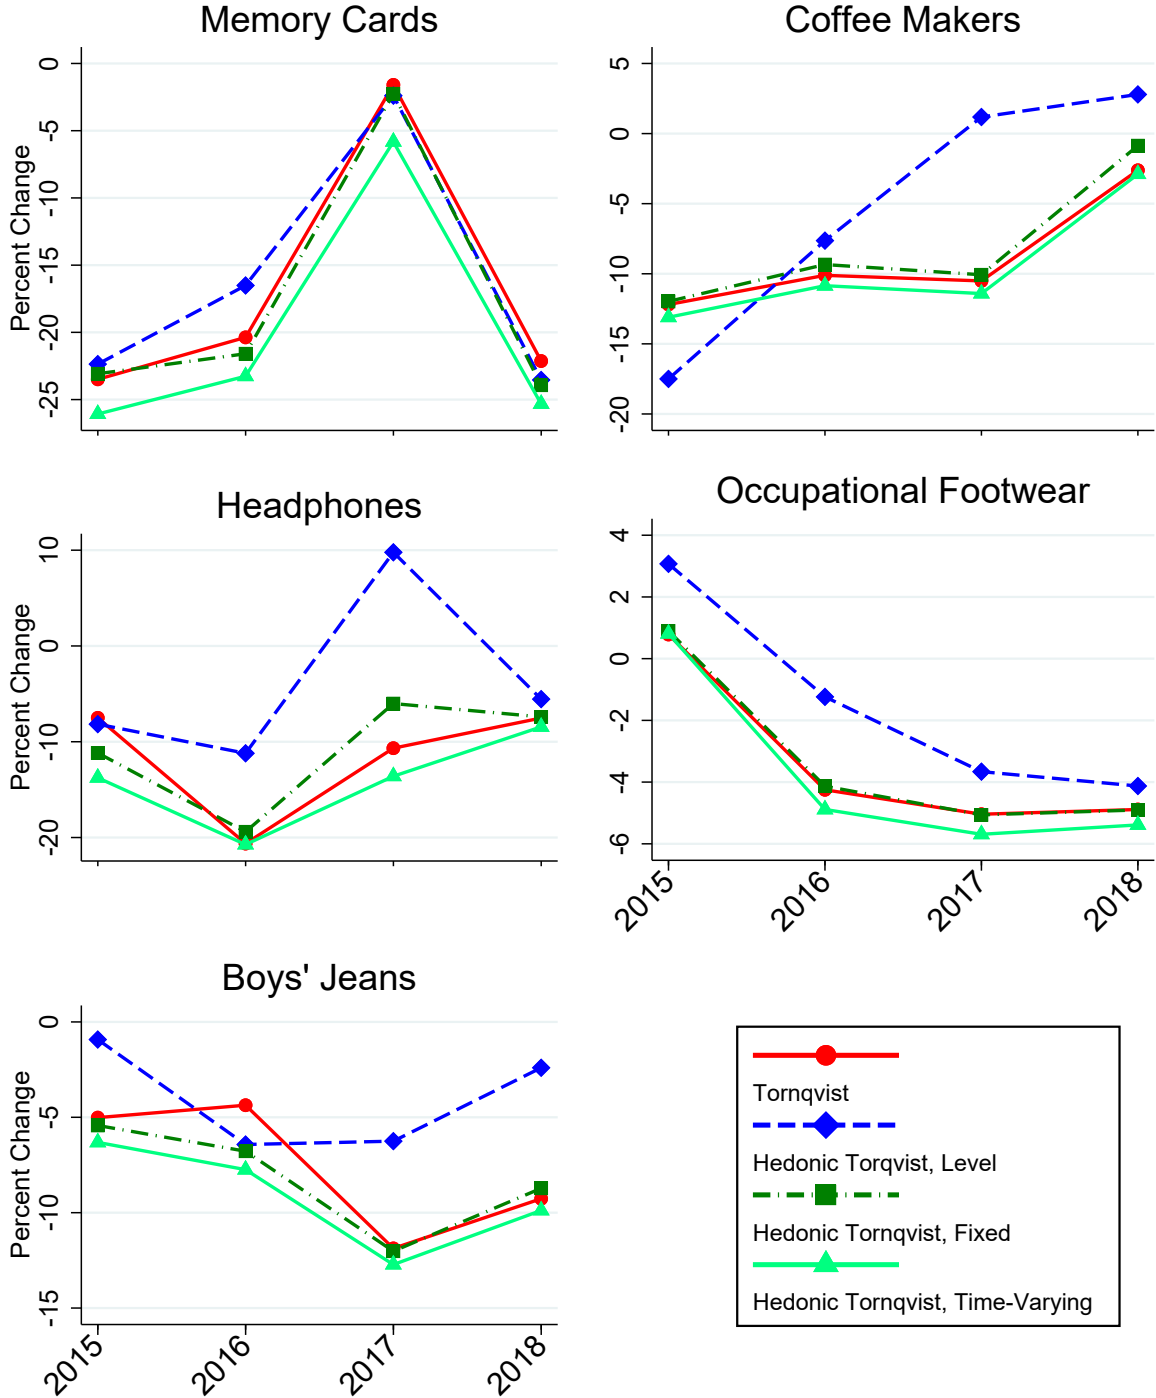 Memory Cards
Percent Change
0
-5
-10
-15
-20
-25
Coffee Makers
5
0
-5
-10
-15
-20
Headphones
Percent Change
10
0
-10
-20
Occupational Footwear
4
2
0
-2
-4
-6
2015 2016 2017 2018
Boys' Jeans
Percent Change
0
-5
-10
-15
2015 2016 2017 2018
Tornqvist
Hedonic Torqvist, Level
Hedonic Tornqvist, Fixed
Hedonic Tornqvist, Time-Varying